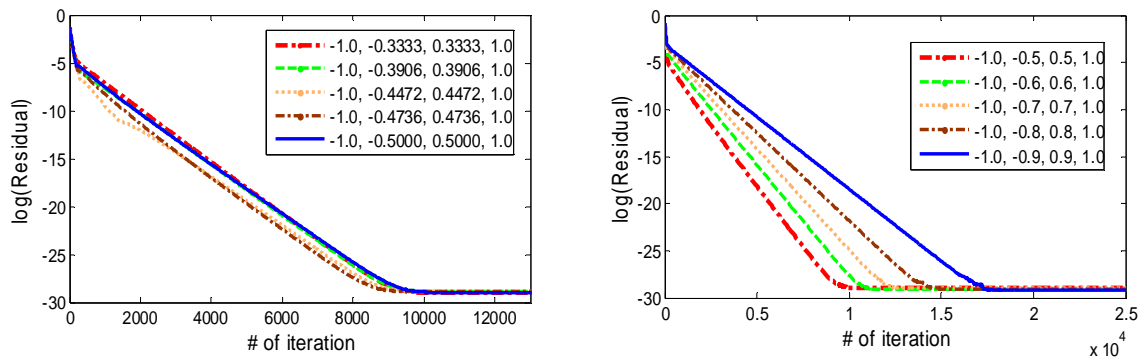 log(Residual)
0
-5
-10
-15
-20
-25
-30
-1.0, -0.3333, 0.3333, 1.0
-1.0, -0.3906, 0.3906, 1.0
-1.0, -0.4472, 0.4472, 1.0
-1.0, -0.4736, 0.4736, 1.0
-1.0, -0.5000, 0.5000, 1.0
0 2000 4000 6000 8000 10000 12000
# of iteration
log(Residual)
0
-5
-10
-15
-20
-25
-30
-1.0, -0.5, 0.5, 1.0
-1.0, -0.6, 0.6, 1.0
-1.0, -0.7, 0.7, 1.0
-1.0, -0.8, 0.8, 1.0
-1.0, -0.9, 0.9, 1.0
0 0.5 1.0 1.5 2.0 2.5
# of iteration
x 10^4